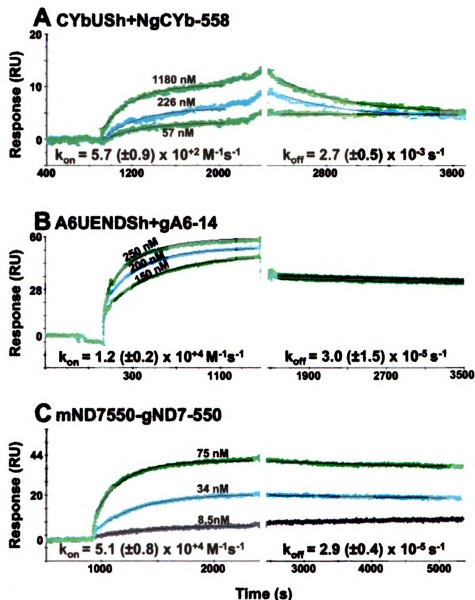 A CYbUSh+NgCYb-558
Response (RU)
20
10
0
1180 nM
226 nM
57 nM
kon = 5.7 (±0.9) x 10+2 M-1s-1
koff = 2.7 (±0.5) x 10-3 s-1
400 1200 2000 2800 3600
B A6UENDSh+gA6-14
Response (RU)
60
28
0
250 nM
200 nM
150 nM
kon = 1.2 (±0.2) x 10+4 M-1s-1
koff = 3.0 (±1.5) x 10-5 s-1
300 1100 1900 2700 3500
C mND7550-gND7-550
Response (RU)
44
20
0
75 nM
34 nM
8.5nM
kon = 5.1 (±0.8) x 10+4 M-1s-1
koff = 2.9 (±0.4) x 10-5 s-1
1000 2000 3000 4000 5000
Time (s)